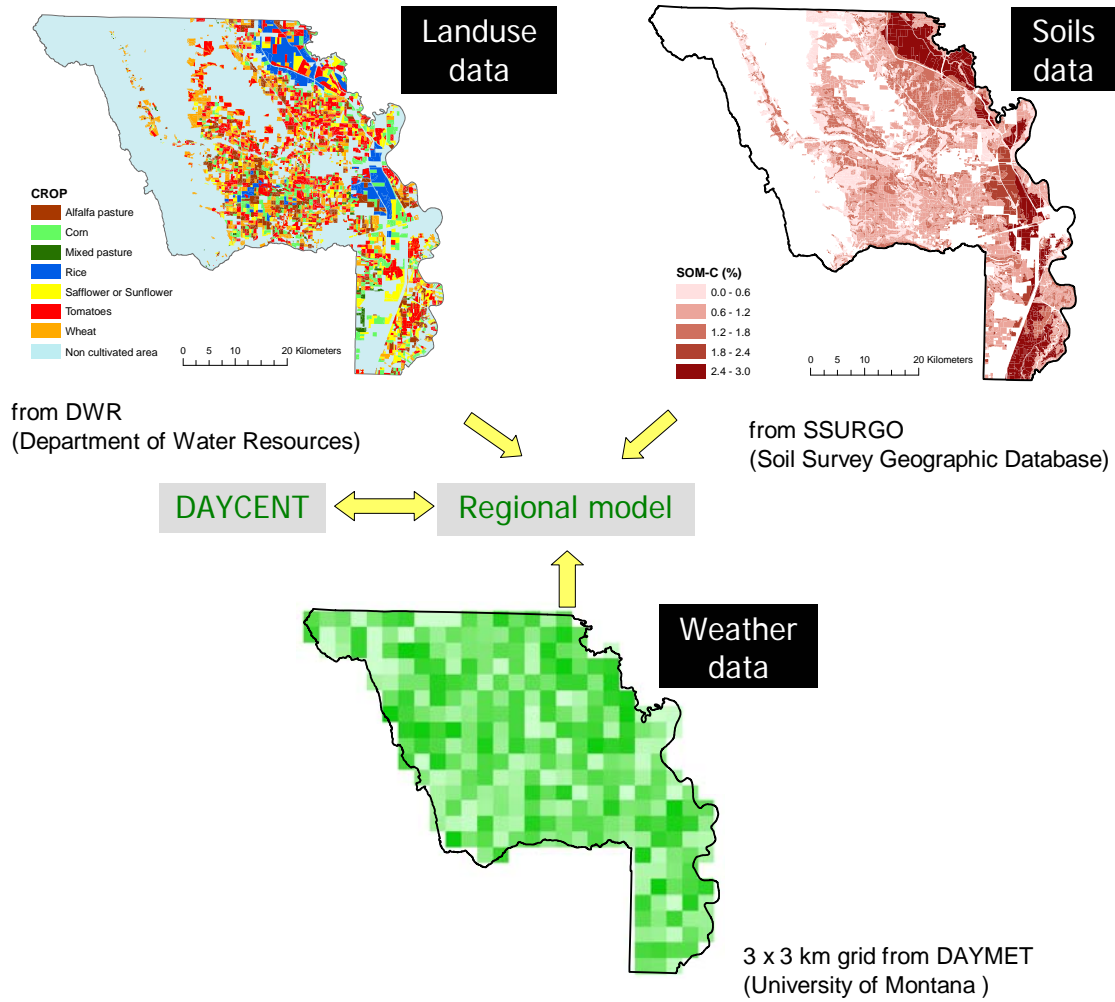 Landuse
data
Soils
data
CROP
Alfalfa pasture
Corn
Mixed pasture
Rice
Safflower or Sunflower
Tomatoes
Wheat
Non cultivated area
0 5 10 20 Kilometers
SOM-C (%)
0.0 - 0.6
0.6 - 1.2
1.2 - 1.8
1.8 - 2.4
2.4 - 3.0
0 5 10 20 Kilometers
from DWR
(Department of Water Resources)
from SSURGO
(Soil Survey Geographic Database)
DAYCENT
Regional model
Weather
data
3 x 3 km grid from DAYMET
(University of Montana )